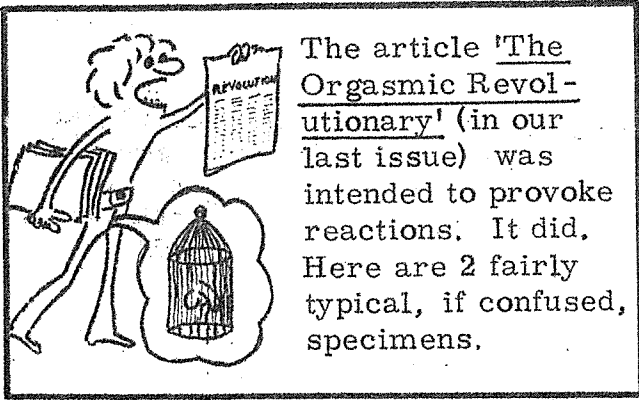 REVOLUTION
The article 'The
Orgasmic Revol-
utionary' (in our
last issue) was
intended to provoke
reactions. It did.
Here are 2 fairly
typical, if confused,
specimens.